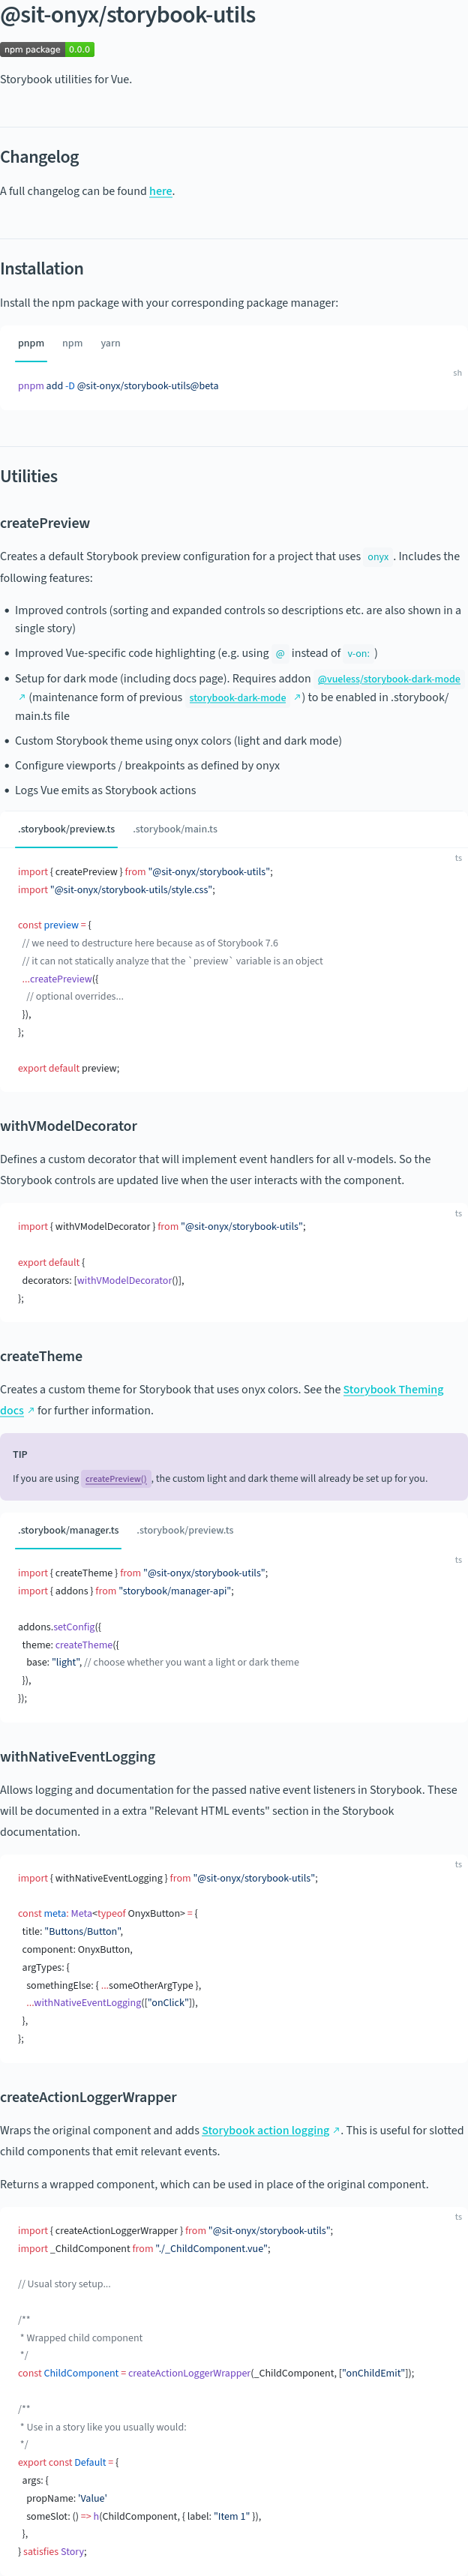 @sit-onyx/storybook-utils
npm package 0.0.0
Storybook utilities for Vue.
Changelog
A full changelog can be found here.
Installation
Install the npm package with your corresponding package manager:
pnpm npm yarn
sh
pnpm add -D @sit-onyx/storybook-utils@beta
Utilities
createPreview
Creates a default Storybook preview configuration for a project that uses onyx . Includes the
following features:
• Improved controls (sorting and expanded controls so descriptions etc. are also shown in a
single story)
• Improved Vue-specific code highlighting (e.g. using @ instead of v-on: )
• Setup for dark mode (including docs page). Requires addon @vueless/storybook-dark-mode
↗ (maintenance form of previous storybook-dark-mode ↗) to be enabled in .storybook/
main.ts file
• Custom Storybook theme using onyx colors (light and dark mode)
• Configure viewports / breakpoints as defined by onyx
• Logs Vue emits as Storybook actions
.storybook/preview.ts .storybook/main.ts
ts
import { createPreview } from "@sit-onyx/storybook-utils";
import "@sit-onyx/storybook-utils/style.css";
const preview = {
// we need to destructure here because as of Storybook 7.6
// it can not statically analyze that the `preview` variable is an object
...createPreview({
// optional overrides...
}),
};
export default preview;
withVModelDecorator
Defines a custom decorator that will implement event handlers for all v-models. So the
Storybook controls are updated live when the user interacts with the component.
ts
import { withVModelDecorator } from "@sit-onyx/storybook-utils";
export default {
decorators: [withVModelDecorator()],
};
createTheme
Creates a custom theme for Storybook that uses onyx colors. See the Storybook Theming
docs ↗ for further information.
TIP
If you are using createPreview() , the custom light and dark theme will already be set up for you.
.storybook/manager.ts .storybook/preview.ts
ts
import { createTheme } from "@sit-onyx/storybook-utils";
import { addons } from "storybook/manager-api";
addons.setConfig({
theme: createTheme({
base: "light", // choose whether you want a light or dark theme
}),
});
withNativeEventLogging
Allows logging and documentation for the passed native event listeners in Storybook. These
will be documented in a extra "Relevant HTML events" section in the Storybook
documentation.
ts
import { withNativeEventLogging } from "@sit-onyx/storybook-utils";
const meta: Meta<typeof OnyxButton> = {
title: "Buttons/Button",
component: OnyxButton,
argTypes: {
somethingElse: { ...someOtherArgType },
...withNativeEventLogging(["onClick"]),
},
};
createActionLoggerWrapper
Wraps the original component and adds Storybook action logging ↗. This is useful for slotted
child components that emit relevant events.
Returns a wrapped component, which can be used in place of the original component.
ts
import { createActionLoggerWrapper } from "@sit-onyx/storybook-utils";
import _ChildComponent from "./_ChildComponent.vue";
// Usual story setup...
/**
* Wrapped child component
*/
const ChildComponent = createActionLoggerWrapper(_ChildComponent, ["onChildEmit"]);
/**
* Use in a story like you usually would:
*/
export const Default = {
args: {
propName: 'Value'
someSlot: () => h(ChildComponent, { label: "Item 1" }),
},
} satisfies Story;